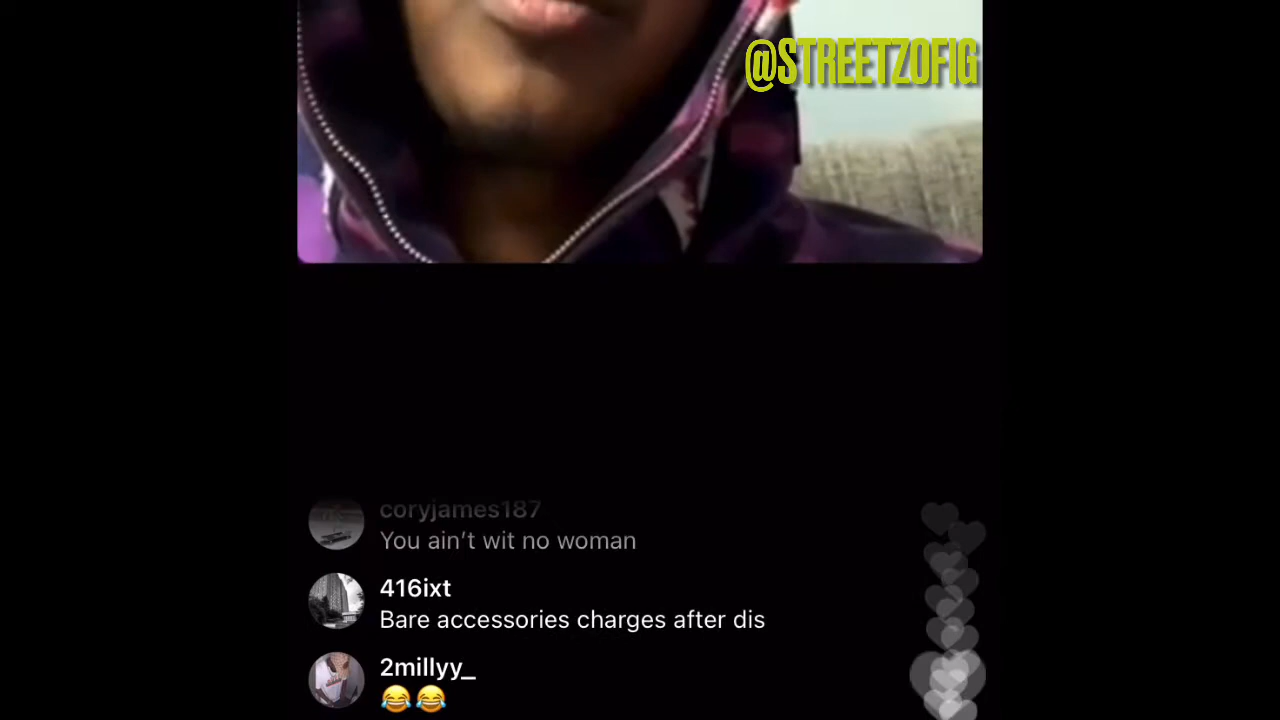 @STREETZOFIG
coryjames187
You ain’t wit no woman
416ixt
Bare accessories charges after dis
2millyy_
😂😂